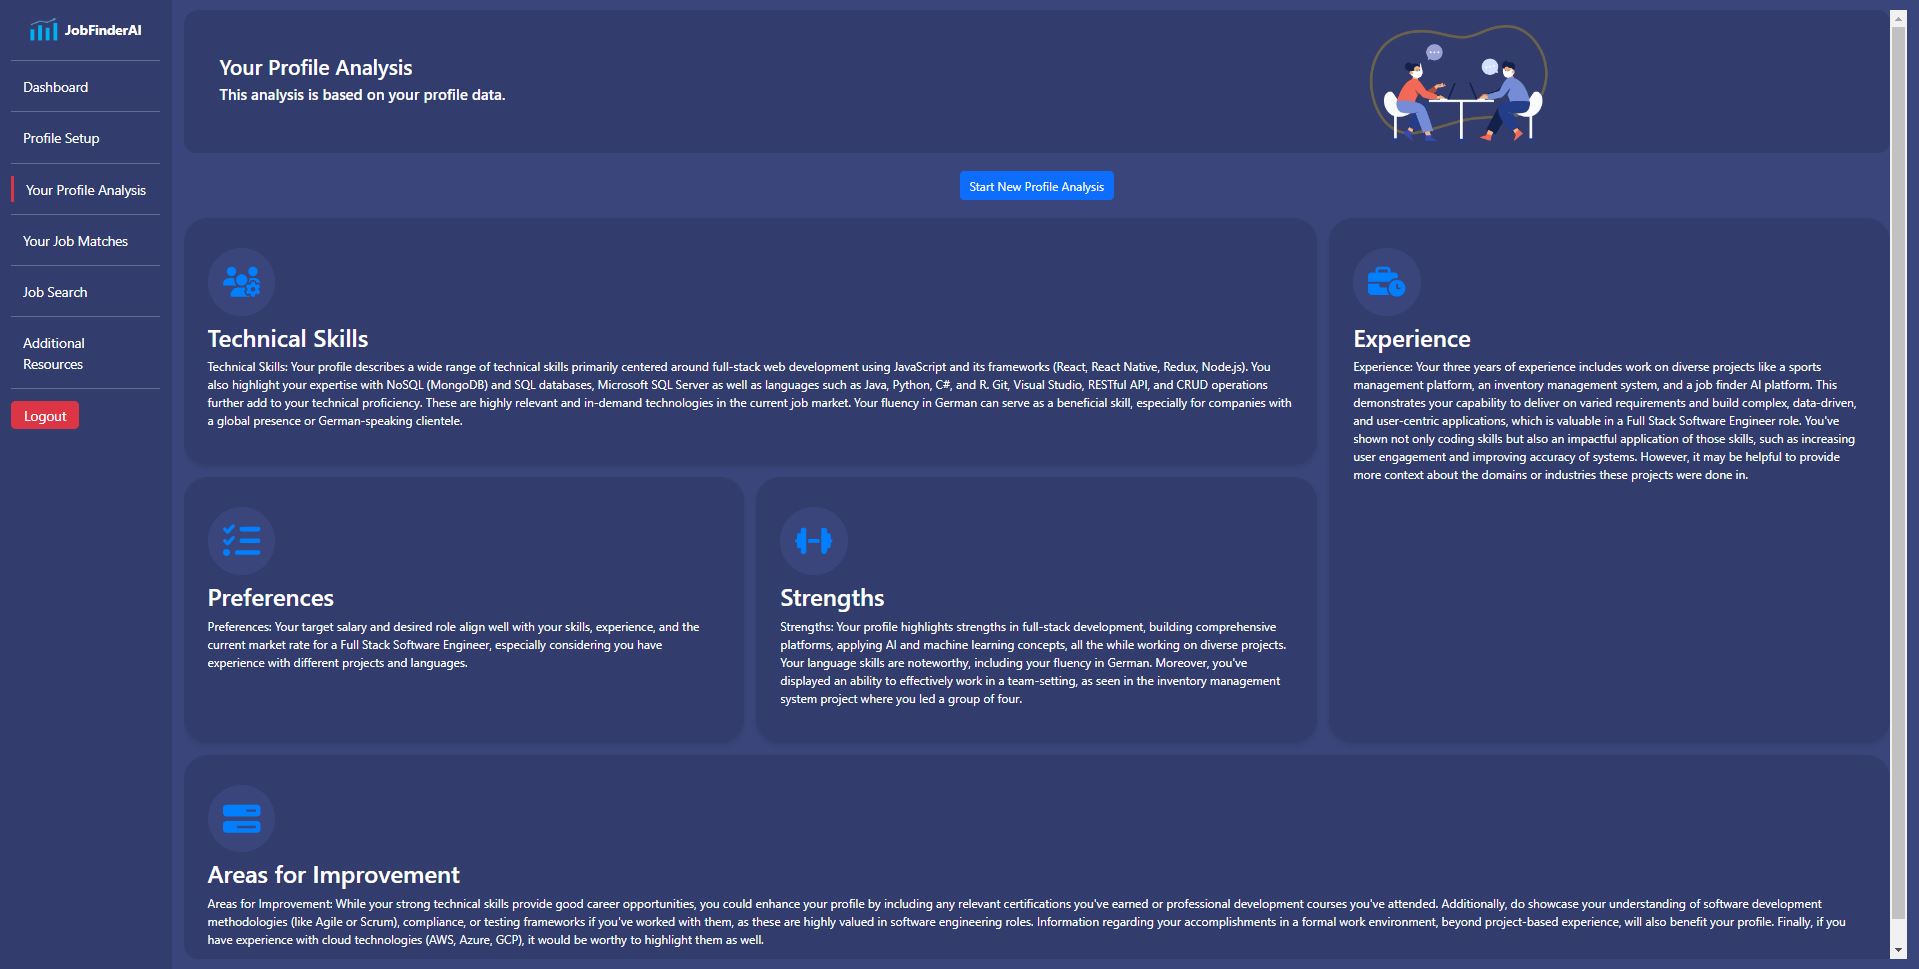 JobFinderAI
Dashboard
Profile Setup
Your Profile Analysis
Your Job Matches
Job Search
Additional
Resources
Logout
Your Profile Analysis
This analysis is based on your profile data.
Start New Profile Analysis
Technical Skills
Technical Skills: Your profile describes a wide range of technical skills primarily centered around full-stack web development using JavaScript and its frameworks (React, React Native, Redux, Node.js). You
also highlight your expertise with NoSQL (MongoDB) and SQL databases, Microsoft SQL Server as well as languages such as Java, Python, C#, and R. Git, Visual Studio, RESTful API, and CRUD operations
further add to your technical proficiency. These are highly relevant and in-demand technologies in the current job market. Your fluency in German can serve as a beneficial skill, especially for companies with
a global presence or German-speaking clientele.
Experience
Experience: Your three years of experience includes work on diverse projects like a sports
management platform, an inventory management system, and a job finder AI platform. This
demonstrates your capability to deliver on varied requirements and build complex, data-driven,
and user-centric applications, which is valuable in a Full Stack Software Engineer role. You've
shown not only coding skills but also an impactful application of those skills, such as increasing
user engagement and improving accuracy of systems. However, it may be helpful to provide
more context about the domains or industries these projects were done in.
Preferences
Preferences: Your target salary and desired role align well with your skills, experience, and the
current market rate for a Full Stack Software Engineer, especially considering you have
experience with different projects and languages.
Strengths
Strengths: Your profile highlights strengths in full-stack development, building comprehensive
platforms, applying AI and machine learning concepts, all the while working on diverse projects.
Your language skills are noteworthy, including your fluency in German. Moreover, you've
displayed an ability to effectively work in a team-setting, as seen in the inventory management
system project where you led a group of four.
Areas for Improvement
Areas for Improvement: While your strong technical skills provide good career opportunities, you could enhance your profile by including any relevant certifications you've earned or professional development courses you've attended. Additionally, do showcase your understanding of software development
methodologies (like Agile or Scrum), compliance, or testing frameworks if you've worked with them, as these are highly valued in software engineering roles. Information regarding your accomplishments in a formal work environment, beyond project-based experience, will also benefit your profile. Finally, if you
have experience with cloud technologies (AWS, Azure, GCP), it would be worthy to highlight them as well.